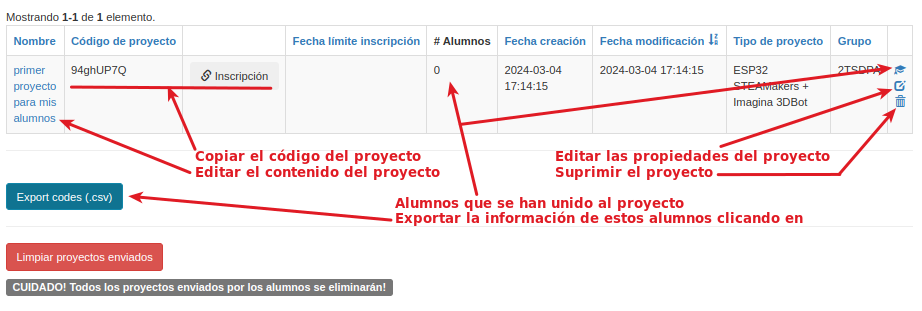 Mostrando 1-1 de 1 elemento.
Nombre Código de proyecto Fecha límite inscripción # Alumnos Fecha creación Fecha modificación Tipo de proyecto Grupo
primer 94ghUP7Q Inscripción 0 2024-03-04 2024-03-04 17:14:15 ESP32 2TSDPA
proyecto 17:14:15 STEAMakers +
para mis Imagina 3DBot
alumnos
Copiar el código del proyecto Editar las propiedades del proyecto
Editar el contenido del proyecto Suprimir el proyecto
Export codes (.csv)
Alumnos que se han unido al proyecto
Exportar la información de estos alumnos clicando en
Limpiar proyectos enviados
CUIDADO! Todos los proyectos enviados por los alumnos se eliminarán!